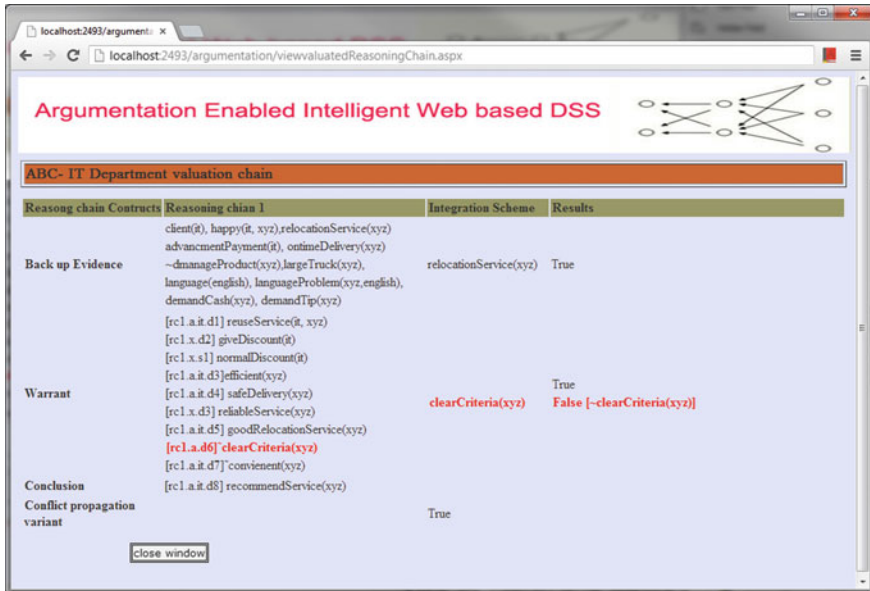 localhost:2493/argumenta
localhost:2493/argumentation/viewvaluatedReasoningChain.aspx
Argumentation Enabled Intelligent Web based DSS
ABC- IT Department valuation chain
Reasong chain Contructs Reasoning chian 1 Integration Scheme Results
client(it), happy(it, xyz),relocationService(xyz)
advancmentPayment(it), ontimeDelivery(xyz)
Back up Evidence ~dmanageProduct(xyz),largeTruck(xyz), relocationService(xyz) True
language(english), languageProblem(xyz,english),
demandCash(xyz), demandTip(xyz)
[rc1.a.it.d1] reuseService(it, xyz)
[rc1.x.d2] giveDiscount(it)
[rc1.x.s1] normalDiscount(it)
[rc1.a.it.d3]efficient(xyz)
Warrant [rc1.a.it.d4] safeDelivery(xyz) clearCriteria(xyz) True
[rc1.x.d3] reliableService(xyz) False [~clearCriteria(xyz)]
[rc1.a.it.d5] goodRelocationService(xyz)
[rc1.a.d6]~clearCriteria(xyz)
[rc1.a.it.d7]~convienent(xyz)
Conclusion [rc1.a.it.d8] recommendService(xyz)
Conflict propagation
variant True
close window